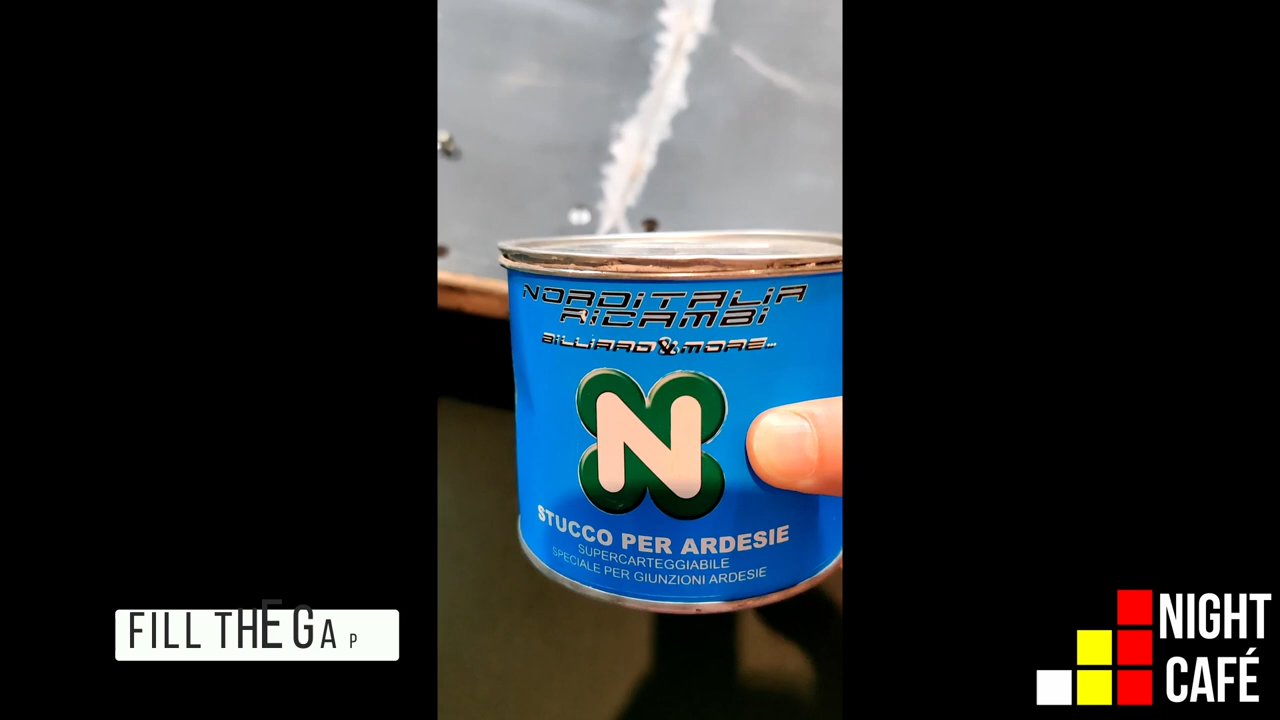 NORDITALIA
RICAMBI
BILLIARD & MORE...
N
STUCCO PER ARDESIE
SUPERCARTEGGIABILE
SPECIALE PER GIUNZIONI ARDESIE
FILL THE GAP
NIGHT
CAFÉ